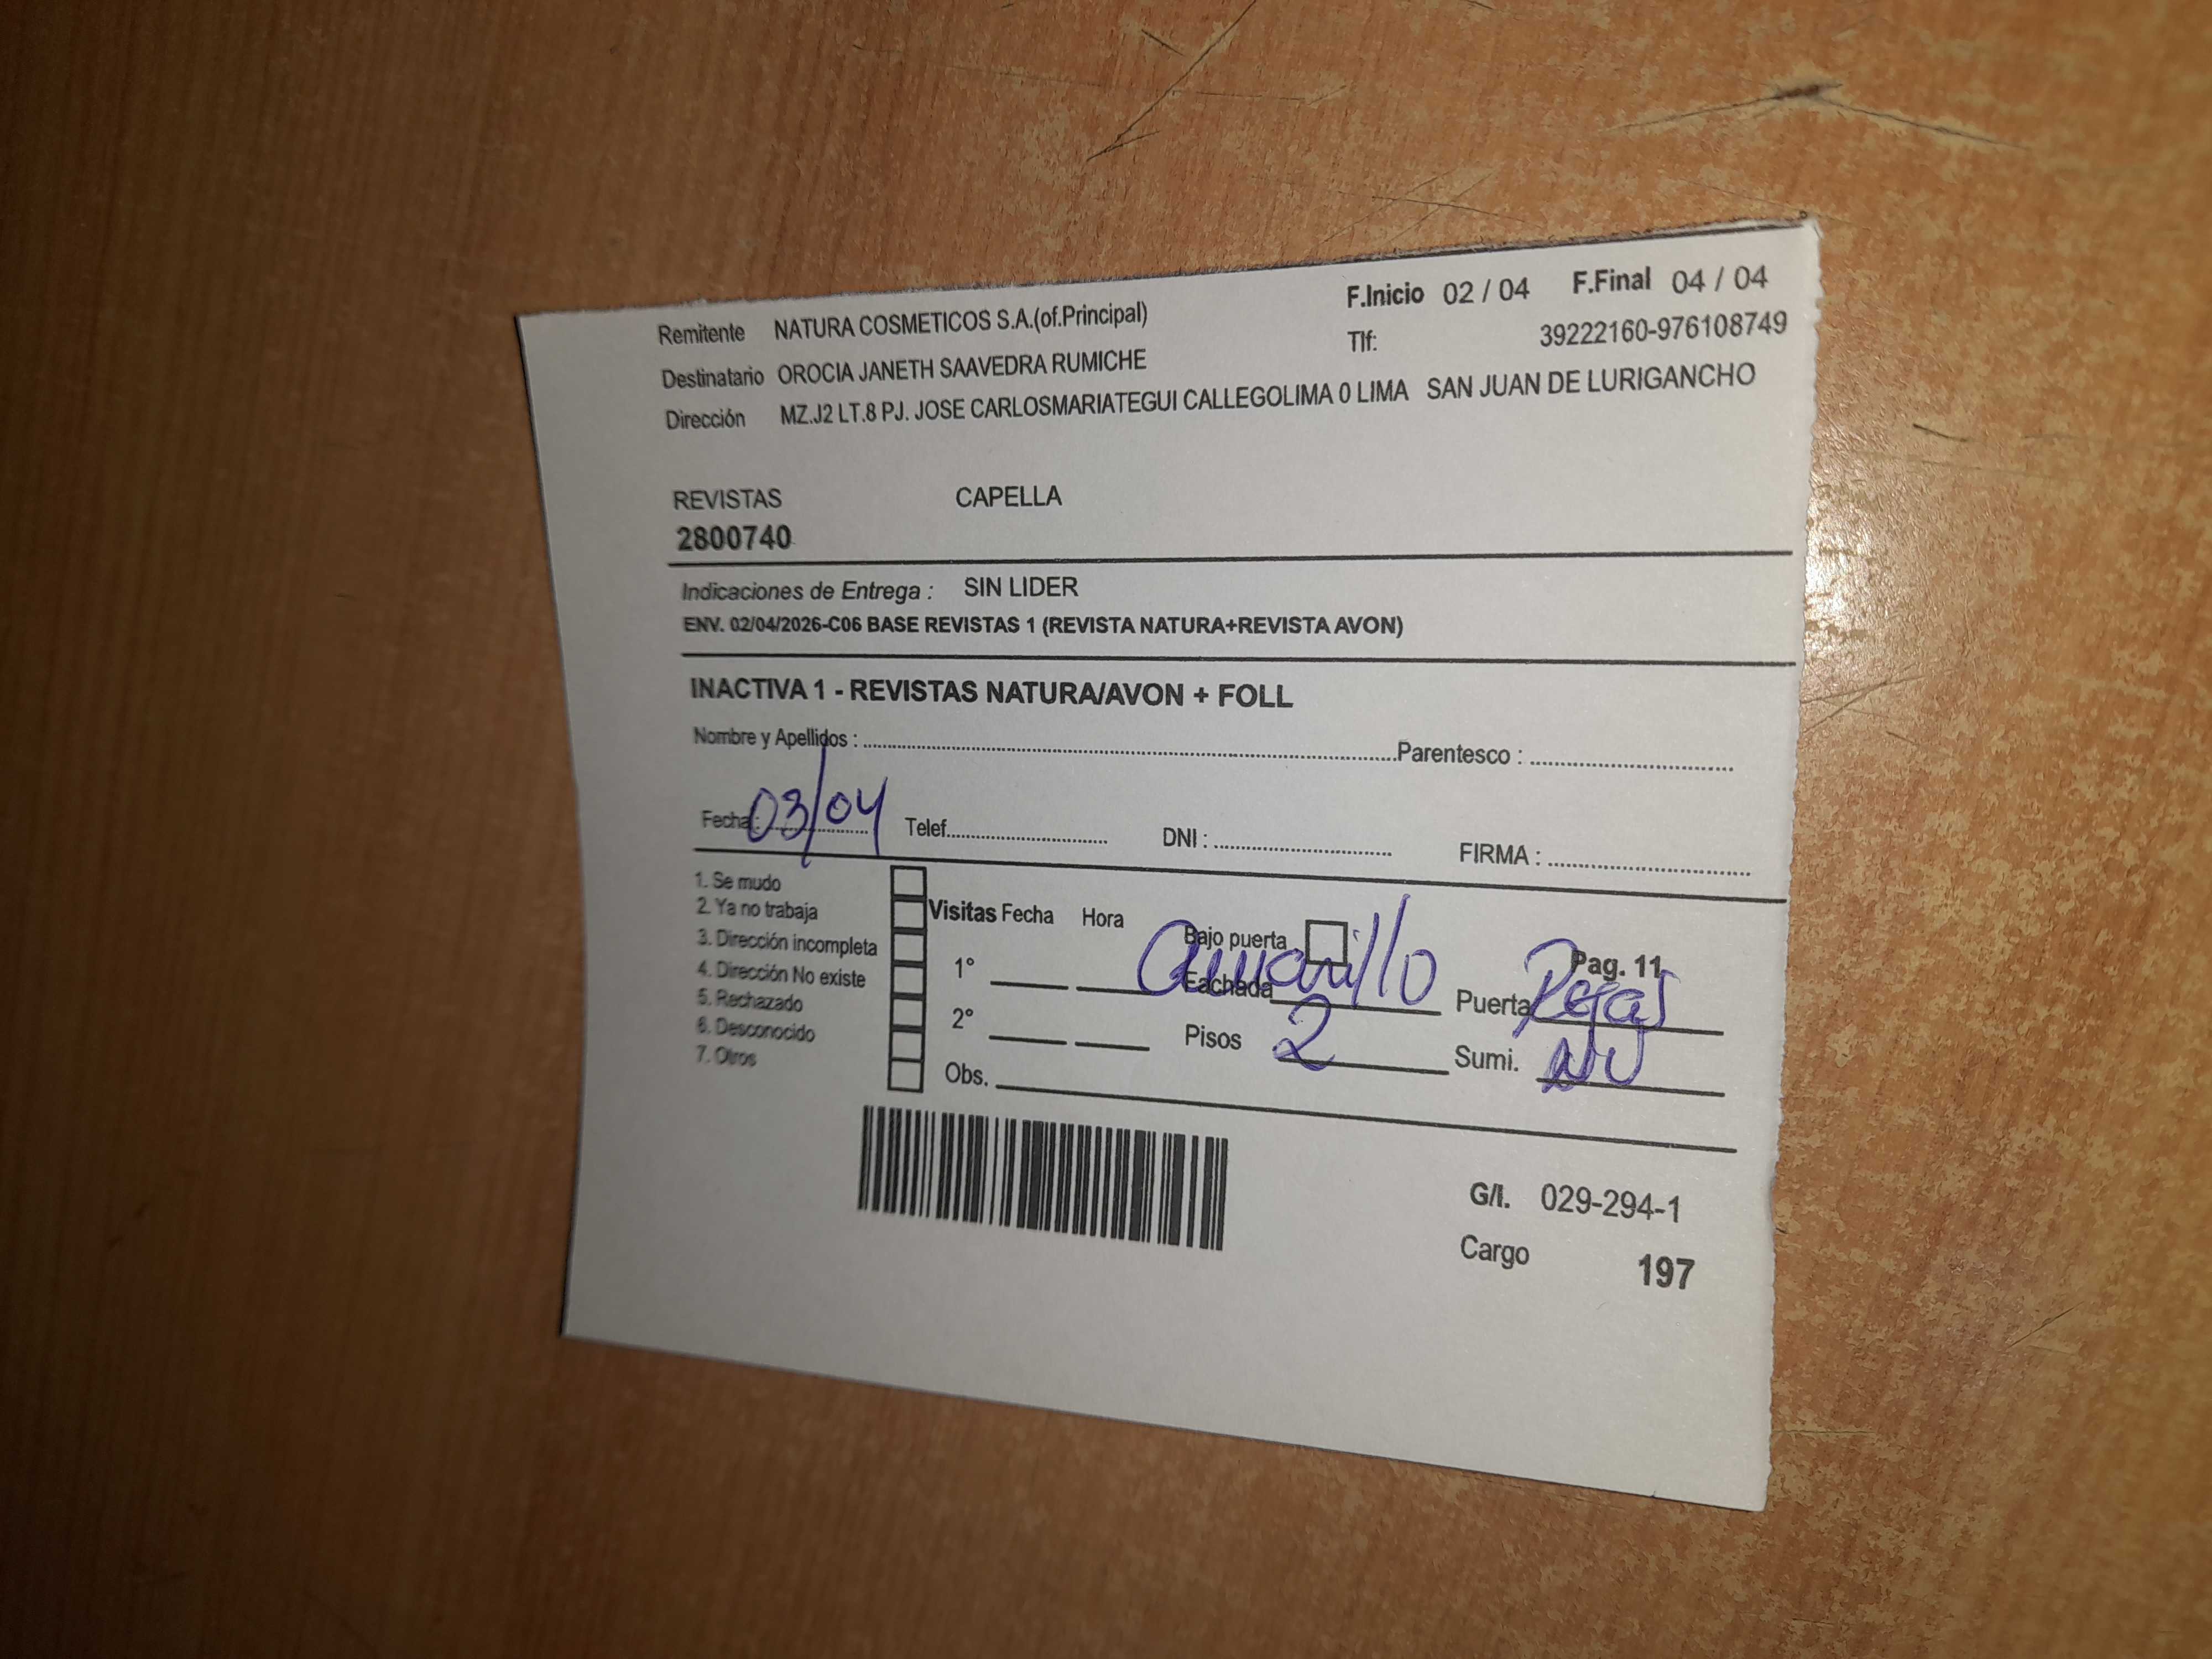 Remitente NATURA COSMETICOS S.A.(of.Principal) F.Inicio 02 / 04 F.Final 04 / 04
Destinatario OROCIA JANETH SAAVEDRA RUMICHE Tlf: 39222160-976108749
Dirección MZ.J2 LT.8 PJ. JOSE CARLOSMARIATEGUI CALLEGOLIMA 0 LIMA SAN JUAN DE LURIGANCHO
REVISTAS CAPELLA
2800740
Indicaciones de Entrega : SIN LIDER
ENV. 02/04/2026-C06 BASE REVISTAS 1 (REVISTA NATURA+REVISTA AVON)
INACTIVA 1 - REVISTAS NATURA/AVON + FOLL
Nombre y Apellidos : Parentesco :
Fecha: 03/04 Telef. DNI : FIRMA :
1. Se mudo
2. Ya no trabaja
3. Dirección incompleta
4. Dirección No existe
5. Rechazado
6. Desconocido
7. Otros
Visitas Fecha Hora
1°
2°
Obs.
Bajo puerta
Pag. 11
Fachada amarillo Puerta Rejas
Pisos 2 Sumi.
G/I. 029-294-1
Cargo 197